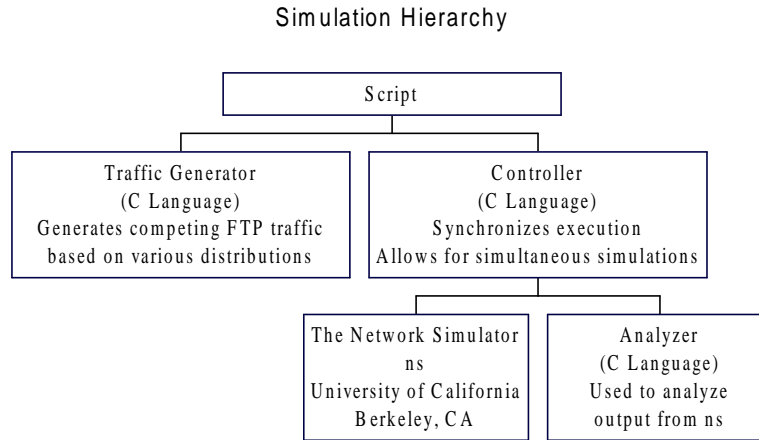 Simulation Hierarchy
Script
Traffic Generator
(C Language)
Generates competing FTP traffic
based on various distributions
Controller
(C Language)
Synchronizes execution
Allows for simultaneous simulations
The Network Simulator
ns
University of California
Berkeley, CA
Analyzer
(C Language)
Used to analyze
output from ns